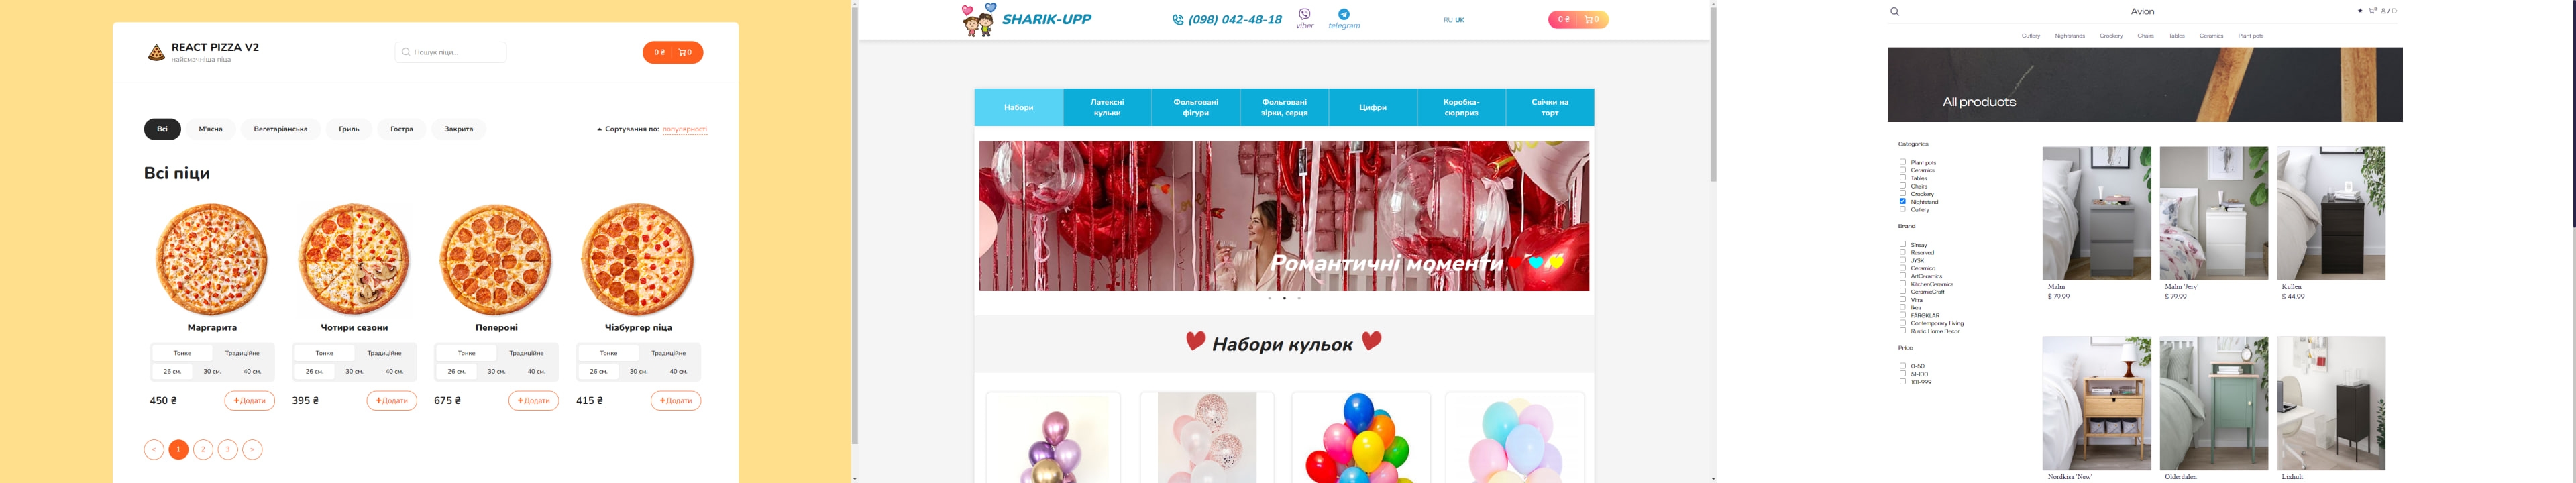 REACT PIZZA V2
найсмачніша піца
Пошук піци...
0 ₴ 0
Всі М'ясна Вегетаріанська Гриль Гостра Закрита
Сортування по: популярності
Всі піци
Маргарита Чотири сезони Пепероні Чізбургер піца
Тонке Традиційне Тонке Традиційне Тонке Традиційне Тонке Традиційне
26 см. 30 см. 40 см. 26 см. 30 см. 40 см. 26 см. 30 см. 40 см. 26 см. 30 см. 40 см.
450 ₴ +Додати 395 ₴ +Додати 675 ₴ +Додати 415 ₴ +Додати
< 1 2 3 >
SHARIK-UPP
(098) 042-48-18
viber telegram
RU UK
0 ₴ 0
Набори
Латексні кульки
Фольговані фігури
Фольговані зірки, серця
Цифри
Коробка-сюрприз
Свічки на торт
Романтичні моменти
Набори кульок
Avion
Cutlery Nightstands Crockery Chairs Tables Ceramics Plant pots
All products
Categories
Plant pots
Ceramics
Tables
Chairs
Crockery
Nightstand
Cutlery
Brand
Sinsay
Reserved
JYSK
Ceramico
ArtCeramics
KitchenCeramics
CeramicCraft
Vitra
Ikea
FÄRGKLAR
Contemporary Living
Rustic Home Decor
Price
0-50
51-100
101-999
Malm Malm 'Jery' Kullen
$ 79,99 $ 79,99 $ 44,99
Nordkisa 'New' Olderdalen Lixhult